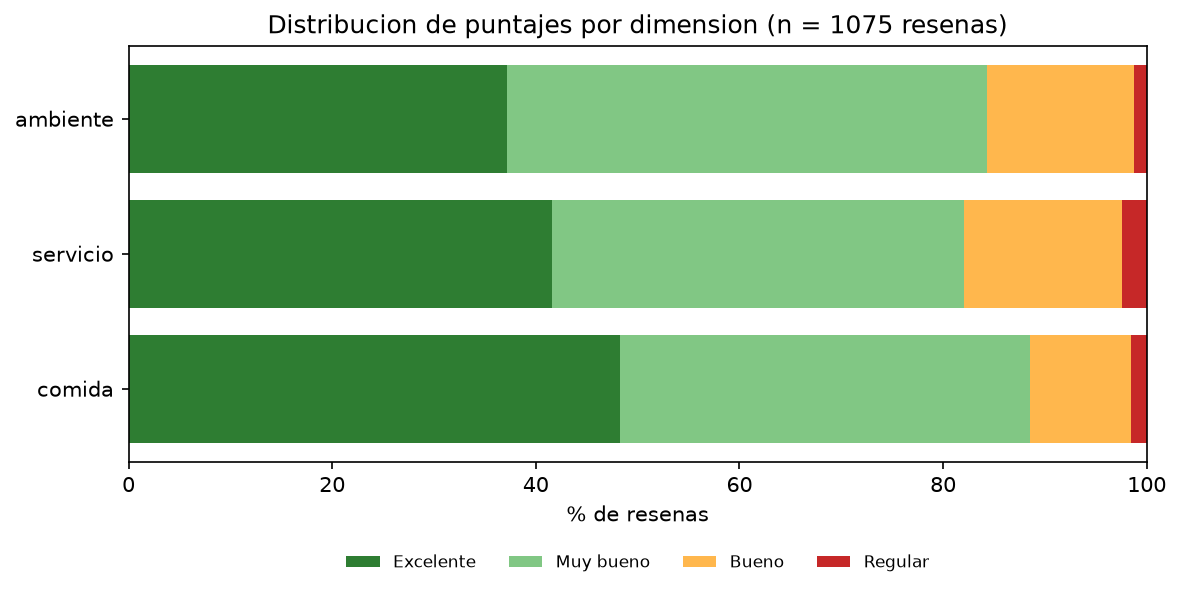 Distribucion de puntajes por dimension (n = 1075 resenas)
ambiente
servicio
comida
0 20 40 60 80 100
% de resenas
Excelente Muy bueno Bueno Regular